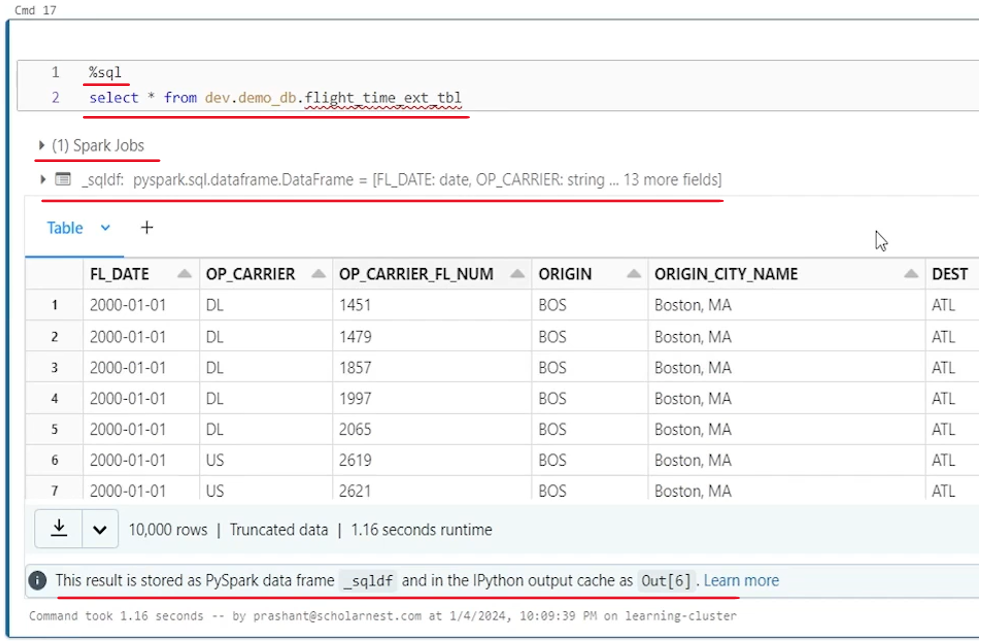 Cmd 17
1 %sql
2 select * from dev.demo_db.flight_time_ext_tbl
(1) Spark Jobs
_sqldf: pyspark.sql.dataframe.DataFrame = [FL_DATE: date, OP_CARRIER: string ... 13 more fields]
Table +
FL_DATE OP_CARRIER OP_CARRIER_FL_NUM ORIGIN ORIGIN_CITY_NAME DEST
1 2000-01-01 DL 1451 BOS Boston, MA ATL
2 2000-01-01 DL 1479 BOS Boston, MA ATL
3 2000-01-01 DL 1857 BOS Boston, MA ATL
4 2000-01-01 DL 1997 BOS Boston, MA ATL
5 2000-01-01 DL 2065 BOS Boston, MA ATL
6 2000-01-01 US 2619 BOS Boston, MA ATL
7 2000-01-01 US 2621 BOS Boston, MA ATL
10,000 rows | Truncated data | 1.16 seconds runtime
This result is stored as PySpark data frame _sqldf and in the IPython output cache as Out[6]. Learn more
Command took 1.16 seconds -- by prashant@scholarnest.com at 1/4/2024, 10:09:39 PM on learning-cluster